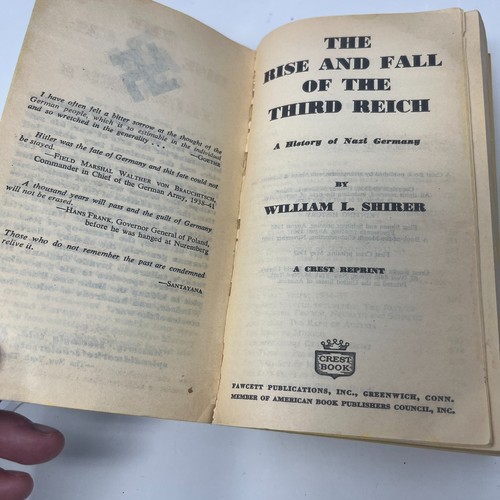 I have often felt a bitter sorrow at the thought of the
German people, which is so estimable in the individual
and so wretched in the generality . . .
—GOETHE
Hitler was the fate of Germany and this fate could not
be stayed.
—FIELD MARSHAL WALTHER VON BRAUCHITSCH,
Commander in Chief of the German Army, 1938-41
A thousand years will pass and the guilt of Germany
will not be erased.
—HANS FRANK, Governor General of Poland,
before he was hanged at Nuremberg
Those who do not remember the past are condemned
relive it.
—SANTAYANA
THE
RISE AND FALL
OF THE
THIRD REICH
A History of Nazi Germany
BY
WILLIAM L. SHIRER
A CREST REPRINT
CREST
BOOK
FAWCETT PUBLICATIONS, INC., GREENWICH, CONN.
MEMBER OF AMERICAN BOOK PUBLISHERS COUNCIL, INC.